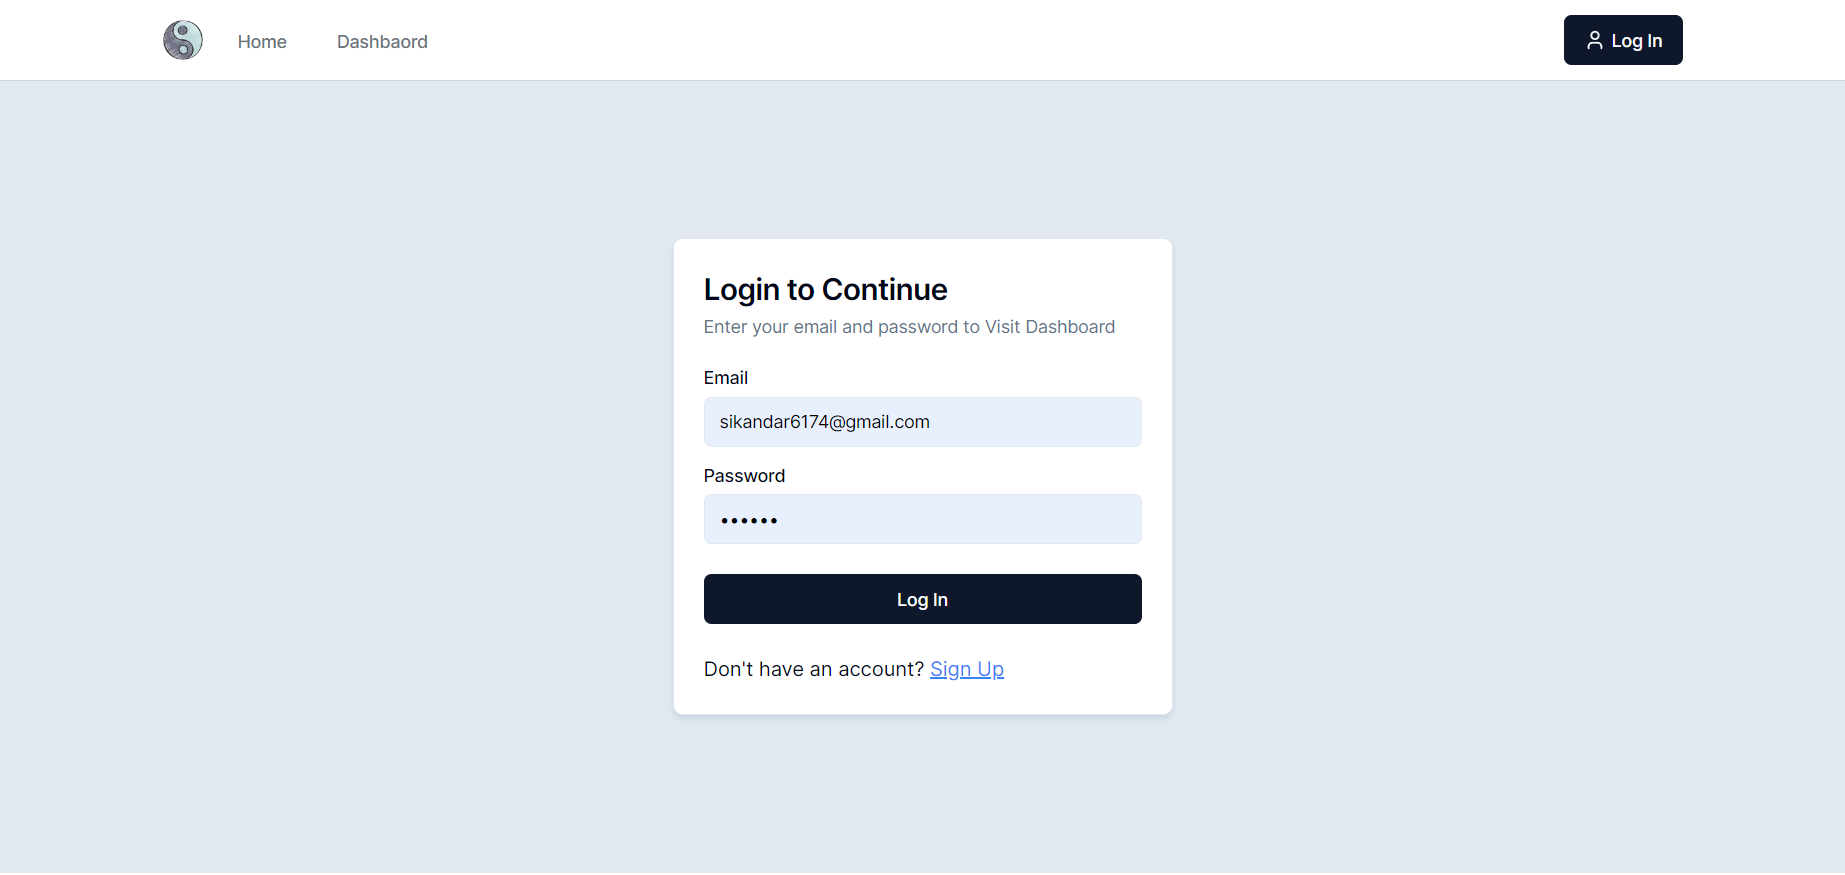 Home
Dashbaord
Log In
Login to Continue
Enter your email and password to Visit Dashboard
Email
sikandar6174@gmail.com
Password
••••••
Log In
Don't have an account? Sign Up